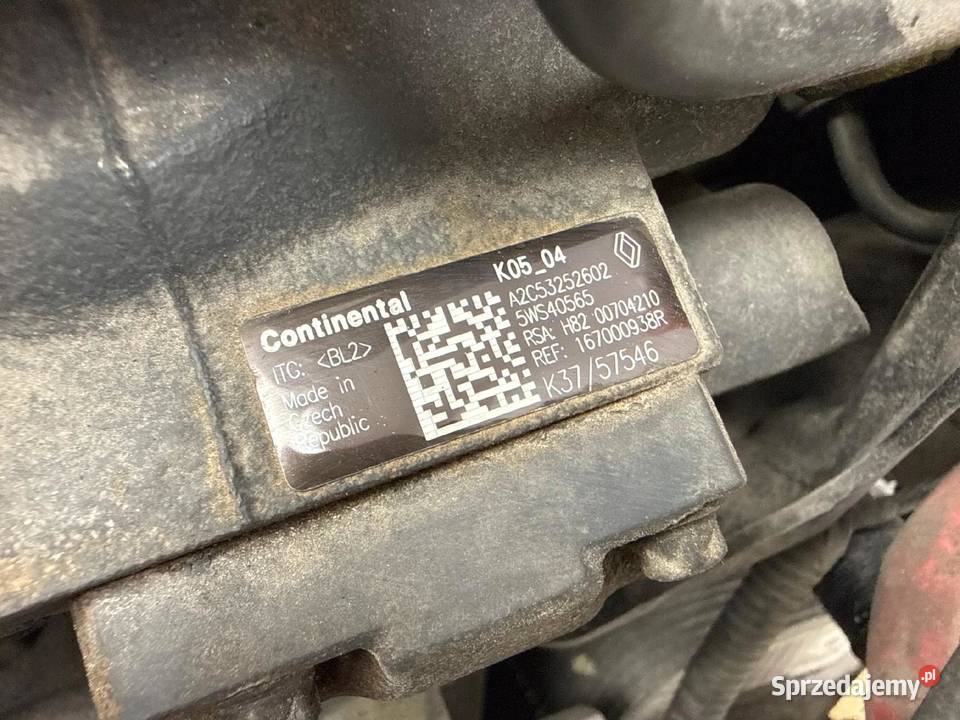 K05_04
Continental
A2C53252602
5WS40565
ITG: <BL2>
RSA: H82 00704210
Made in
REF: 167000938R
Czech
Republic
K37/57546
Sprzedajemy.pl